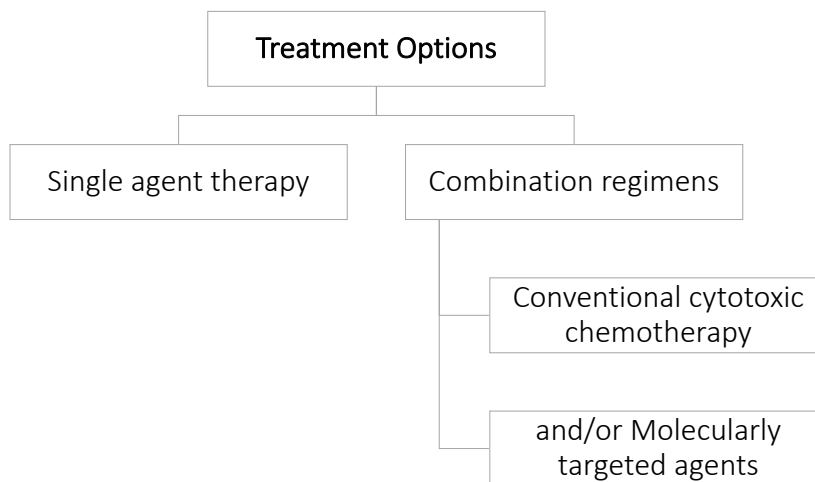 Treatment Options
Single agent therapy
Combination regimens
Conventional cytotoxic
chemotherapy
and/or Molecularly
targeted agents